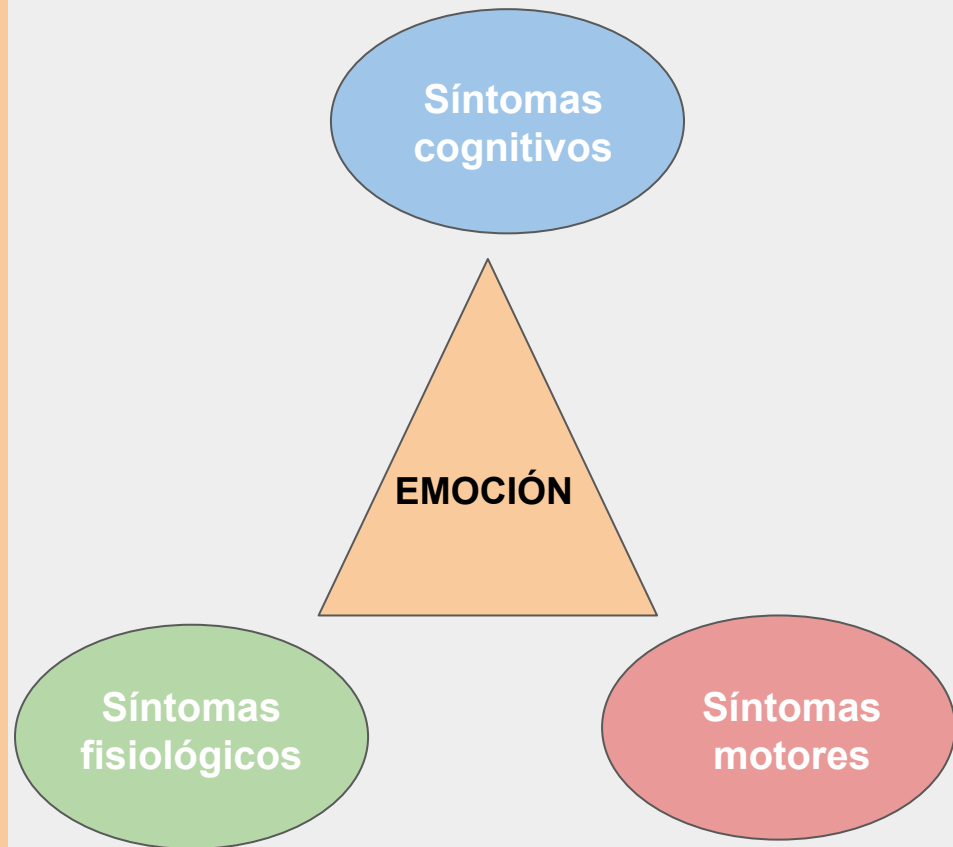 Síntomas
cognitivos
EMOCIÓN
Síntomas
fisiológicos
Síntomas
motores